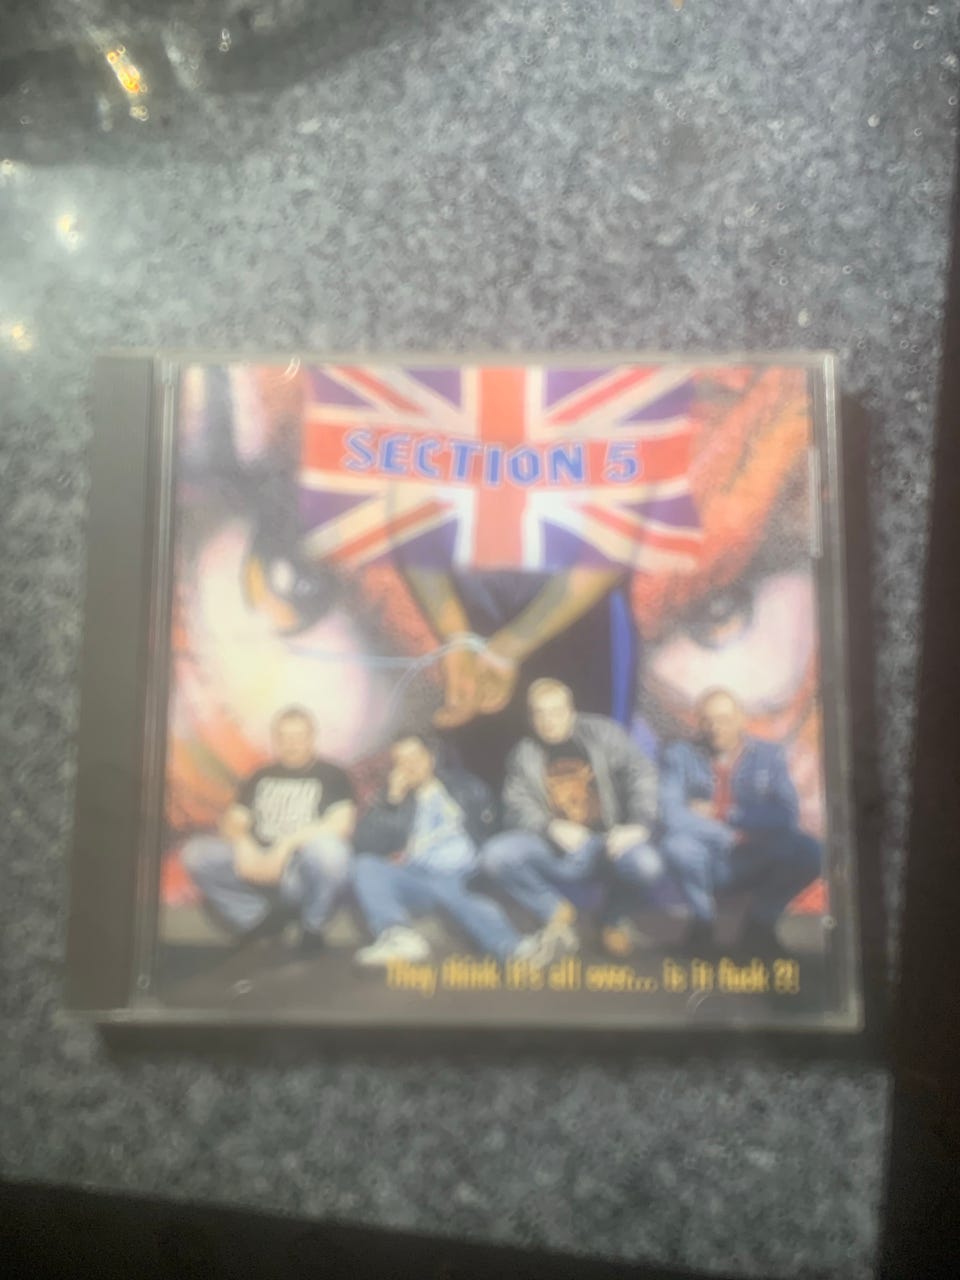 SECTION 5
They think it's all over... is it fuck ?!